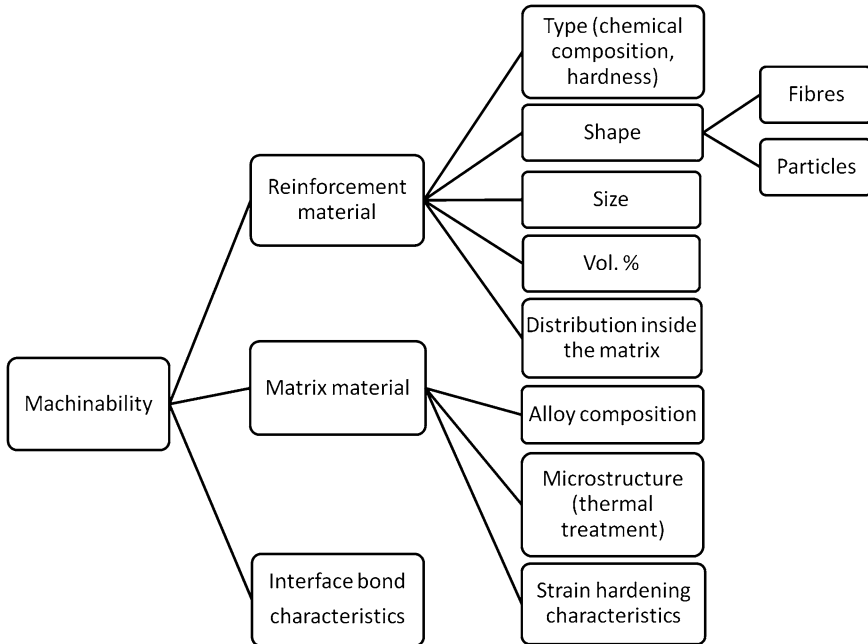 Machinability
Reinforcement
material
Matrix material
Interface bond
characteristics
Type (chemical
composition,
hardness)
Shape
Size
Vol. %
Distribution inside
the matrix
Alloy composition
Microstructure
(thermal
treatment)
Strain hardening
characteristics
Fibres
Particles